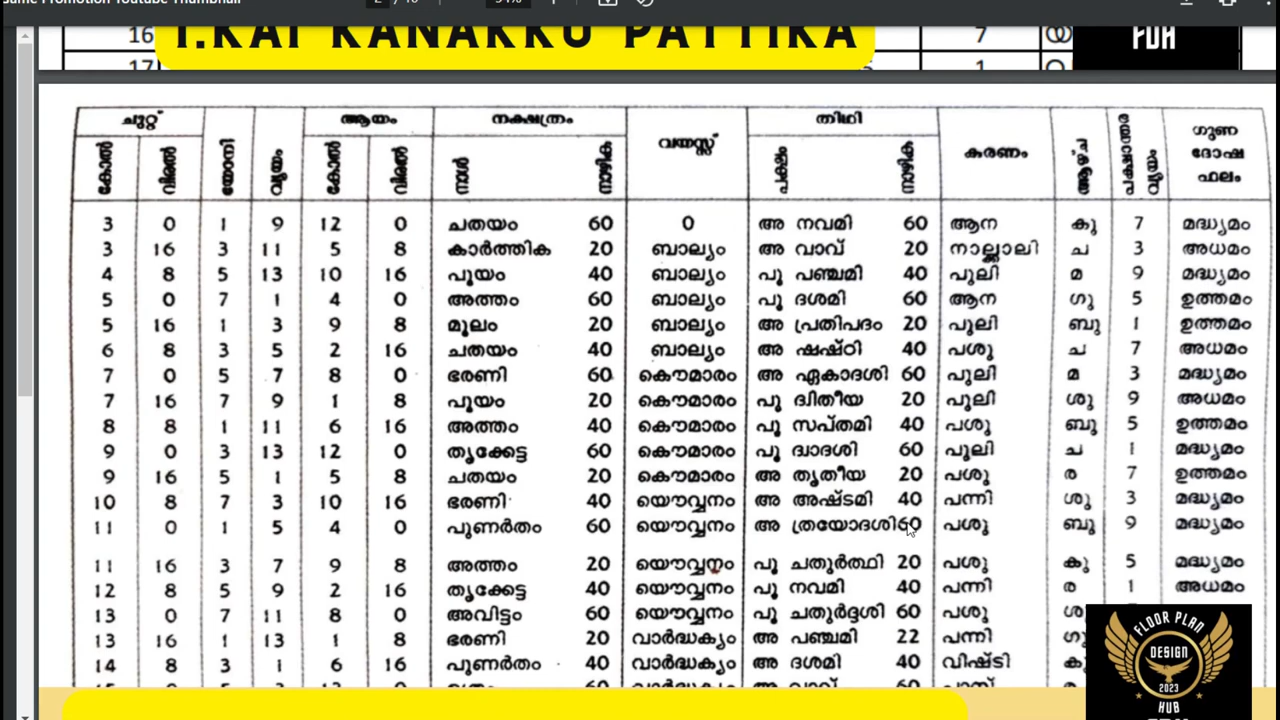 ame Promotion Youtube Thumbnail
16 1.KAI KANAKKU PATTIKA 7
17 1
ചുറ്റ് യോനി വ്യയം ആയം നക്ഷത്രം വയസ്സ് തിഥി കരണം ആഴ്ച ഗുണ ദോഷ ഫലം
കോൽ വിരൽ കോൽ വിരൽ നാൾ നാഴിക പക്ഷം നാഴിക വ്യയം
3 0 1 9 12 0 ചതയം 60 0 അ നവമി 60 ആന കു 7 മദ്ധ്യമം
3 16 3 11 5 8 കാർത്തിക 20 ബാല്യം അ വാവ് 20 നാല്ക്കാലി ച 3 അധമം
4 8 5 13 10 16 പൂയം 40 ബാല്യം പൂ പഞ്ചമി 40 പുലി മ 9 മദ്ധ്യമം
5 0 7 1 4 0 അത്തം 60 ബാല്യം പൂ ദശമി 60 ആന ഗു 5 ഉത്തമം
5 16 1 3 9 8 മൂലം 20 ബാല്യം അ പ്രതിപദം 20 പുലി ബു 1 ഉത്തമം
6 8 3 5 2 16 ചതയം 40 ബാല്യം അ ഷഷ്ഠി 40 പശു ച 7 അധമം
7 0 5 7 8 0 ഭരണി 60 കൌമാരം അ ഏകാദശി 60 പുലി മ 3 മദ്ധ്യമം
7 16 7 9 1 8 പൂയം 20 കൌമാരം പൂ ദ്വിതീയ 20 പുലി ശു 9 അധമം
8 8 1 11 6 16 അത്തം 40 കൌമാരം പൂ സപ്തമി 40 പശു ബു 5 ഉത്തമം
9 0 3 13 12 0 തൃക്കേട്ട 60 കൌമാരം പൂ ദ്വാദശി 60 പുലി ച 1 മദ്ധ്യമം
9 16 5 1 5 8 ചതയം 20 കൌമാരം അ തൃതീയ 20 പശു ര 7 ഉത്തമം
10 8 7 3 10 16 ഭരണി 40 യൌവ്വനം അ അഷ്ടമി 40 പന്നി ശു 3 മദ്ധ്യമം
11 0 1 5 4 0 പുണർതം 60 യൌവ്വനം അ ത്രയോദശി 60 പശു ബു 9 മദ്ധ്യമം
11 16 3 7 9 8 അത്തം 20 യൌവ്വനം പൂ ചതുർത്ഥി 20 പശു കു 5 മദ്ധ്യമം
12 8 5 9 2 16 തൃക്കേട്ട 40 യൌവ്വനം പൂ നവമി 40 പന്നി ര 1 അധമം
13 0 7 11 8 0 അവിട്ടം 60 യൌവ്വനം പൂ ചതുർദ്ദശി 60 പശു ശ
13 16 1 13 1 8 ഭരണി 20 വാർദ്ധക്യം അ പഞ്ചമി 22 പന്നി ഗു
14 8 3 1 6 16 പുണർതം 40 വാർദ്ധക്യം അ ദശമി 40 വിഷ്ടി കു
FLOOR PLAN
DESIGN
2023
HUB